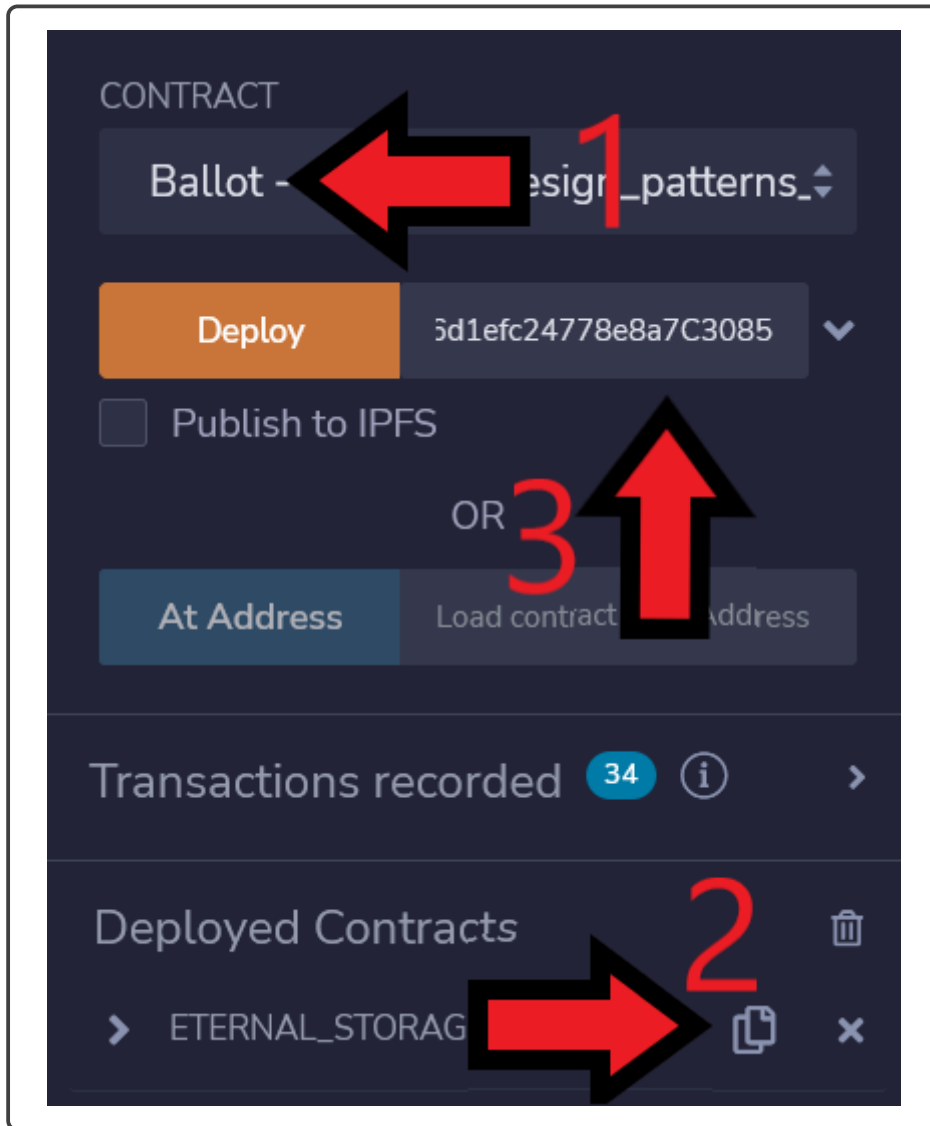 CONTRACT
Ballot - esign_patterns_
1
Deploy 6d1efc24778e8a7C3085
Publish to IPFS
OR
3
At Address Load contract Address
Transactions recorded 34 i
2
Deployed Contracts
ETERNAL_STORAG